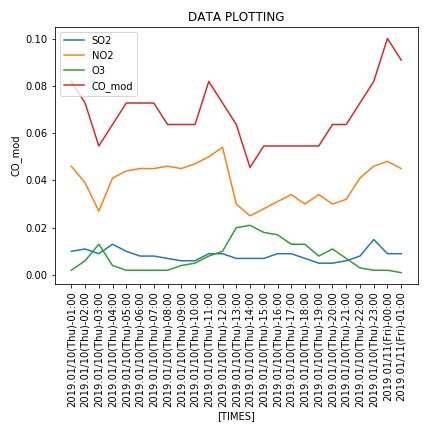 DATA PLOTTING
SO2
NO2
O3
CO_mod
CO_mod
0.10
0.08
0.06
0.04
0.02
0.00
2019.01/10(Thu)-01:00
2019.01/10(Thu)-02:00
2019.01/10(Thu)-03:00
2019.01/10(Thu)-04:00
2019.01/10(Thu)-05:00
2019.01/10(Thu)-06:00
2019.01/10(Thu)-07:00
2019.01/10(Thu)-08:00
2019.01/10(Thu)-09:00
2019.01/10(Thu)-10:00
2019.01/10(Thu)-11:00
2019.01/10(Thu)-12:00
2019.01/10(Thu)-13:00
2019.01/10(Thu)-14:00
2019.01/10(Thu)-15:00
2019.01/10(Thu)-16:00
2019.01/10(Thu)-17:00
2019.01/10(Thu)-18:00
2019.01/10(Thu)-19:00
2019.01/10(Thu)-20:00
2019.01/10(Thu)-21:00
2019.01/10(Thu)-22:00
2019.01/10(Thu)-23:00
2019.01/11(Fri)-00:00
2019.01/11(Fri)-01:00
[TIMES]